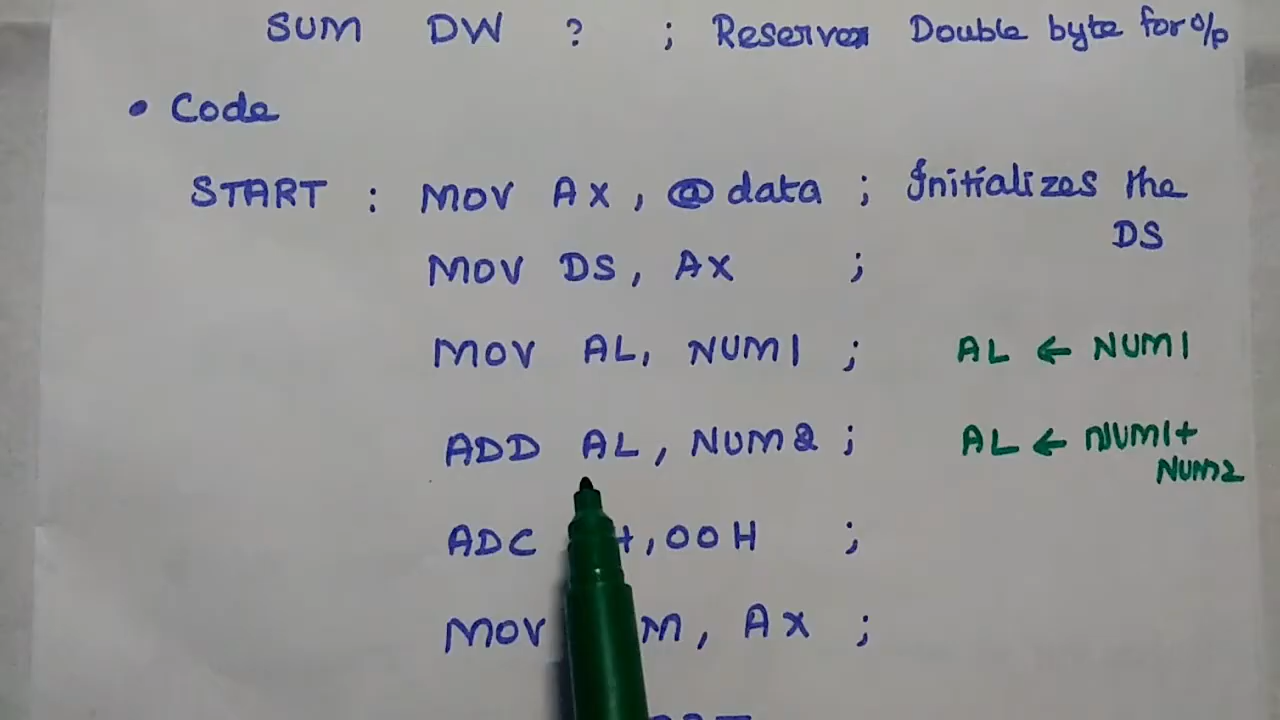 SUM DW ? ; Reserves Double byte for o/p
• Code
START : MOV AX, @data ; Initializes the
DS
MOV DS, AX ;
MOV AL, NUM1 ; AL ← NUM1
ADD AL, NUM2 ; AL ← NUM1+
NUM2
ADC , 00H ;
MOV M, AX ;